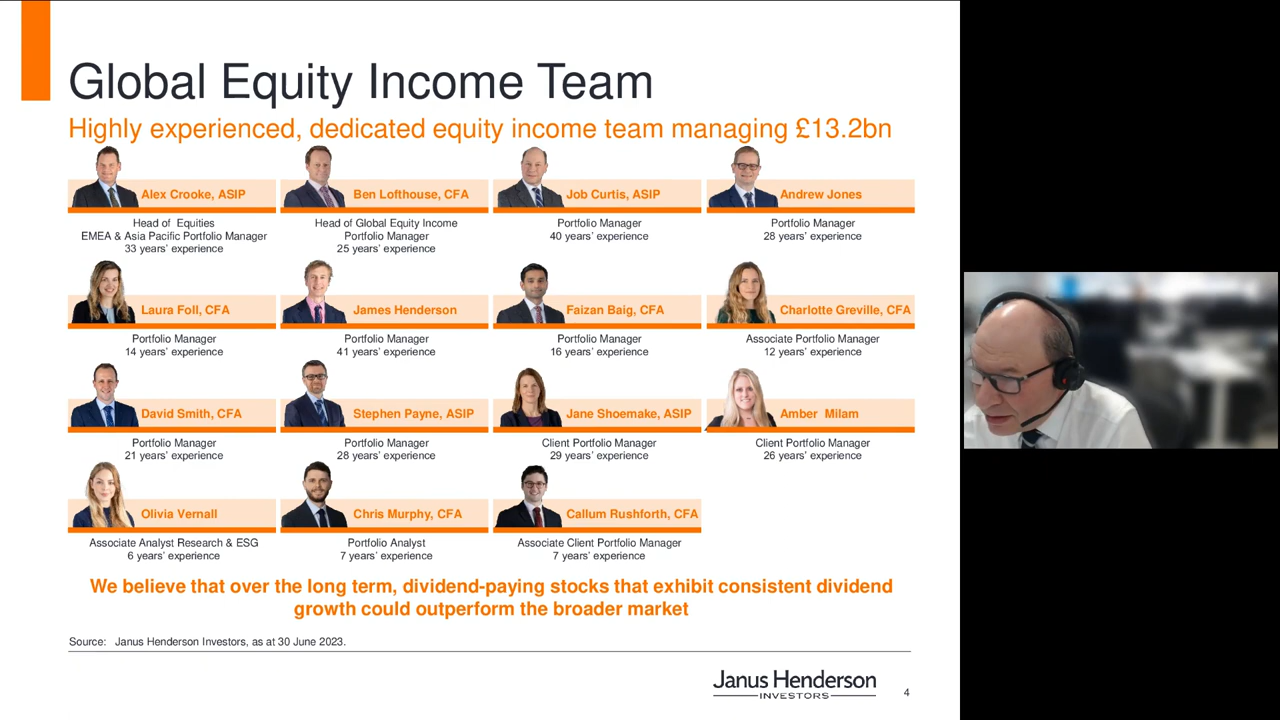 Global Equity Income Team
Highly experienced, dedicated equity income team managing £13.2bn
Alex Crooke, ASIP
Head of Equities
EMEA & Asia Pacific Portfolio Manager
33 years' experience
Ben Lofthouse, CFA
Head of Global Equity Income
Portfolio Manager
25 years' experience
Job Curtis, ASIP
Portfolio Manager
40 years' experience
Andrew Jones
Portfolio Manager
28 years' experience
Laura Foll, CFA
Portfolio Manager
14 years' experience
James Henderson
Portfolio Manager
41 years' experience
Faizan Baig, CFA
Portfolio Manager
16 years' experience
Charlotte Greville, CFA
Associate Portfolio Manager
12 years' experience
David Smith, CFA
Portfolio Manager
21 years' experience
Stephen Payne, ASIP
Portfolio Manager
28 years' experience
Jane Shoemake, ASIP
Client Portfolio Manager
29 years' experience
Amber Milam
Client Portfolio Manager
26 years' experience
Olivia Vernall
Associate Analyst Research & ESG
6 years' experience
Chris Murphy, CFA
Portfolio Analyst
7 years' experience
Callum Rushforth, CFA
Associate Client Portfolio Manager
7 years' experience
We believe that over the long term, dividend-paying stocks that exhibit consistent dividend
growth could outperform the broader market
Source: Janus Henderson Investors, as at 30 June 2023.
Janus Henderson
INVESTORS
4